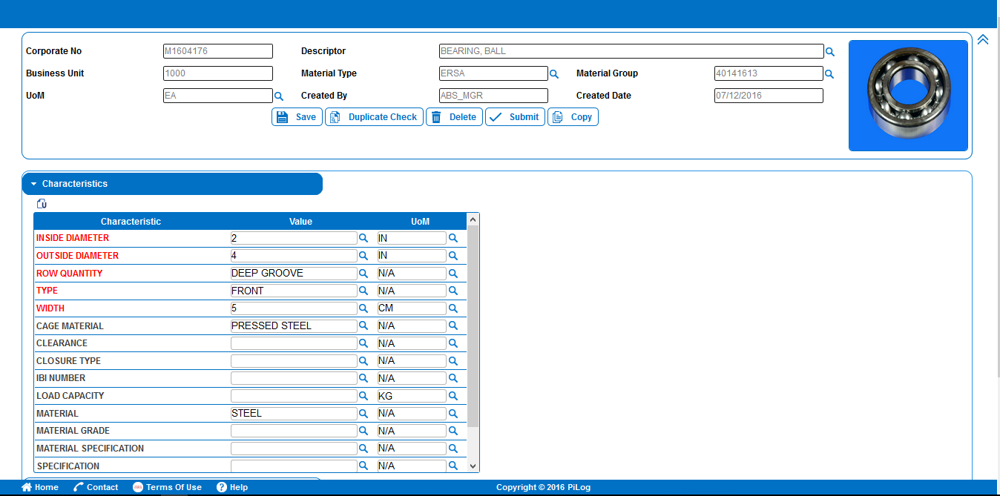 Corporate No M1604176 Descriptor BEARING, BALL
Business Unit 1000 Material Type ERSA Material Group 40141613
UoM EA Created By ABS_MGR Created Date 07/12/2016
Save Duplicate Check Delete Submit Copy
Characteristics
Characteristic Value UoM
INSIDE DIAMETER 2 IN
OUTSIDE DIAMETER 4 IN
ROW QUANTITY DEEP GROOVE N/A
TYPE FRONT N/A
WIDTH 5 CM
CAGE MATERIAL PRESSED STEEL N/A
CLEARANCE N/A
CLOSURE TYPE N/A
IBI NUMBER N/A
LOAD CAPACITY KG
MATERIAL STEEL N/A
MATERIAL GRADE N/A
MATERIAL SPECIFICATION N/A
SPECIFICATION N/A
Home Contact Terms Of Use Help Copyright © 2016 PiLog